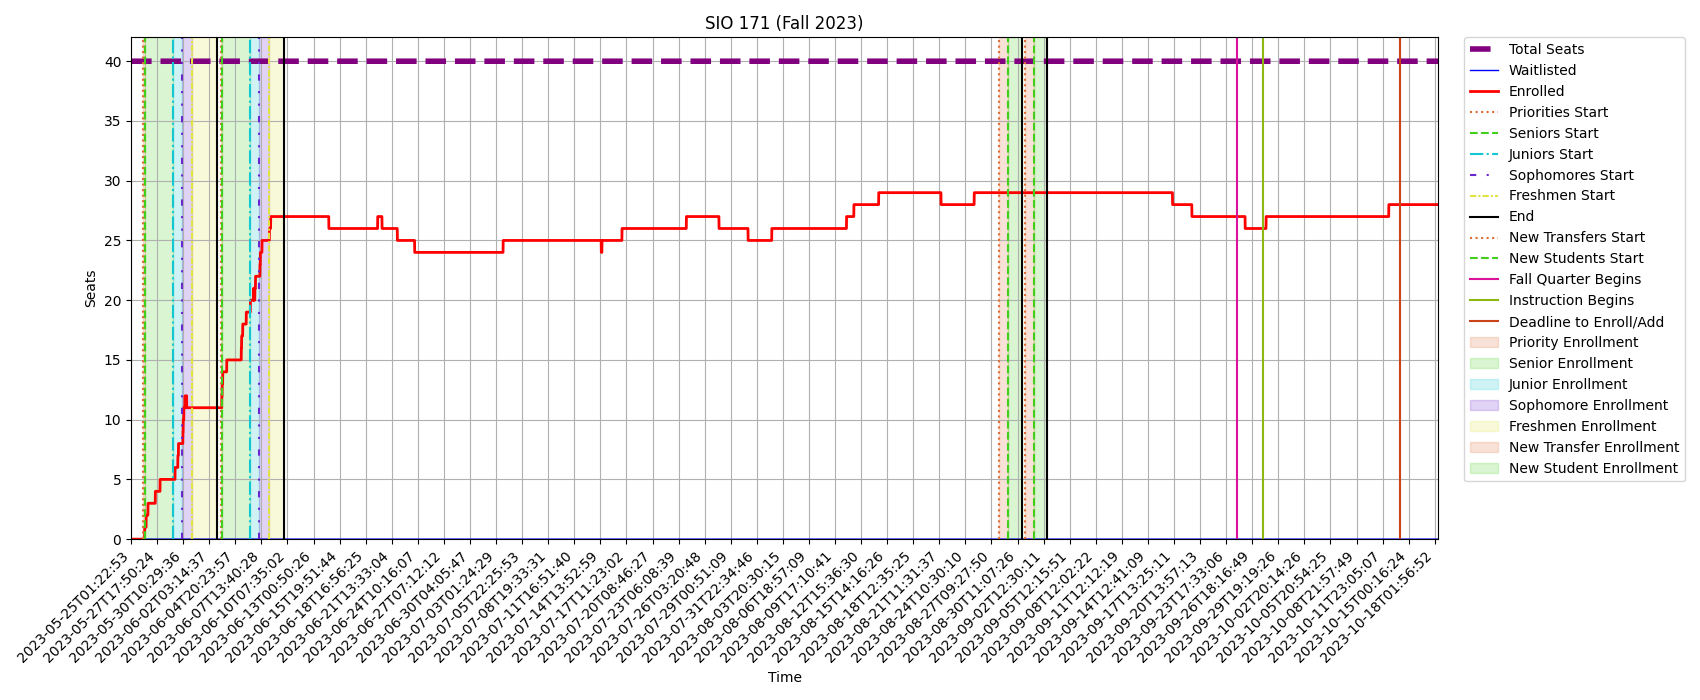 SIO 171 (Fall 2023)
Seats
40
35
30
25
20
15
10
5
0
2023-05-25T01:22:53
2023-05-27T17:50:24
2023-05-30T10:29:36
2023-06-02T03:14:37
2023-06-04T20:23:57
2023-06-07T13:40:28
2023-06-10T07:35:02
2023-06-13T00:50:26
2023-06-15T19:51:44
2023-06-18T16:56:25
2023-06-21T13:33:04
2023-06-24T10:16:07
2023-06-27T07:12:12
2023-06-30T04:05:47
2023-07-03T01:24:29
2023-07-05T22:25:53
2023-07-08T19:33:31
2023-07-11T16:51:40
2023-07-14T13:52:59
2023-07-17T11:23:02
2023-07-20T08:46:27
2023-07-23T06:08:39
2023-07-26T03:20:48
2023-07-29T00:51:09
2023-07-31T22:34:46
2023-08-03T20:30:15
2023-08-06T18:57:09
2023-08-09T17:10:41
2023-08-12T15:36:30
2023-08-15T14:16:26
2023-08-18T12:35:25
2023-08-21T11:31:37
2023-08-24T10:30:10
2023-08-27T09:27:50
2023-08-30T11:07:26
2023-09-02T12:30:11
2023-09-05T12:15:51
2023-09-08T12:02:22
2023-09-11T12:12:19
2023-09-14T12:41:09
2023-09-17T13:25:11
2023-09-20T13:57:13
2023-09-23T17:33:06
2023-09-26T18:16:49
2023-09-29T19:19:26
2023-10-02T20:14:26
2023-10-05T20:54:25
2023-10-08T21:57:49
2023-10-11T23:05:07
2023-10-15T00:16:24
2023-10-18T01:56:52
Time
Total Seats
Waitlisted
Enrolled
Priorities Start
Seniors Start
Juniors Start
Sophomores Start
Freshmen Start
End
New Transfers Start
New Students Start
Fall Quarter Begins
Instruction Begins
Deadline to Enroll/Add
Priority Enrollment
Senior Enrollment
Junior Enrollment
Sophomore Enrollment
Freshmen Enrollment
New Transfer Enrollment
New Student Enrollment